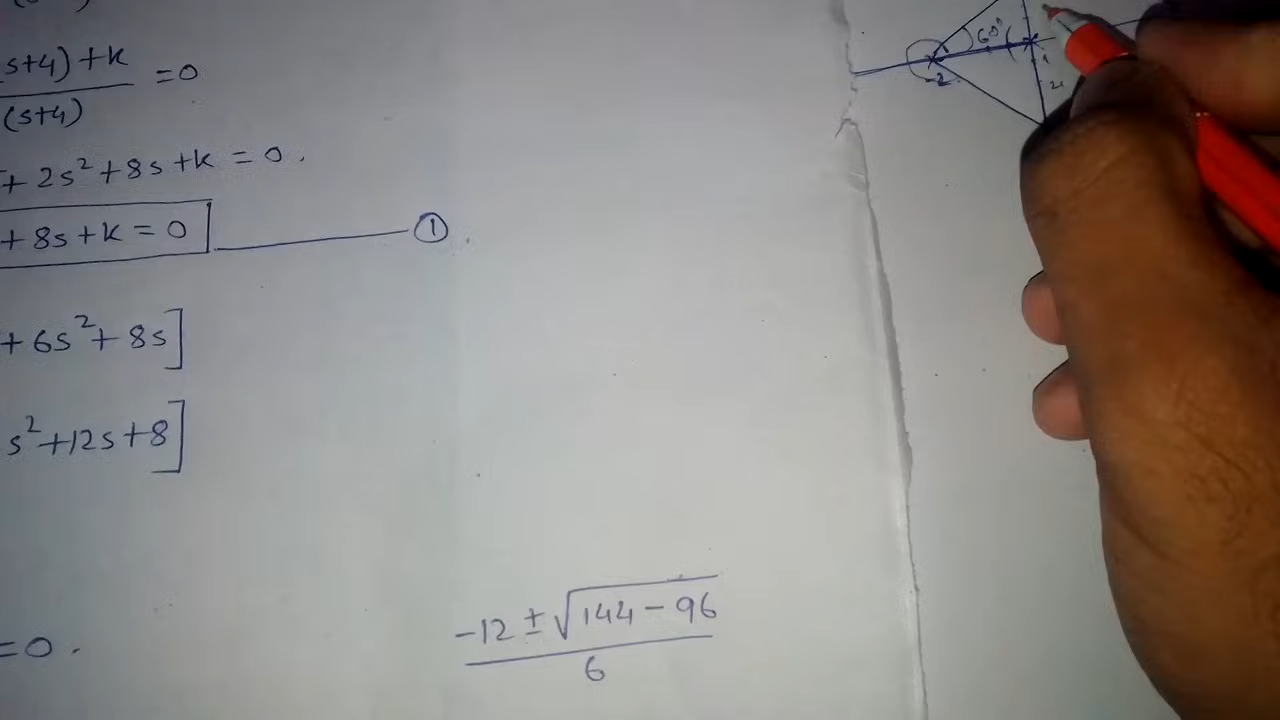 s+4) + k
= 0
(s+4)
+ 2s² + 8s + k = 0 .
+ 8s + k = 0
①
+ 6s² + 8s]
s² + 12s + 8]
= 0 .
-12 ± √144 - 96
6
60°
-2